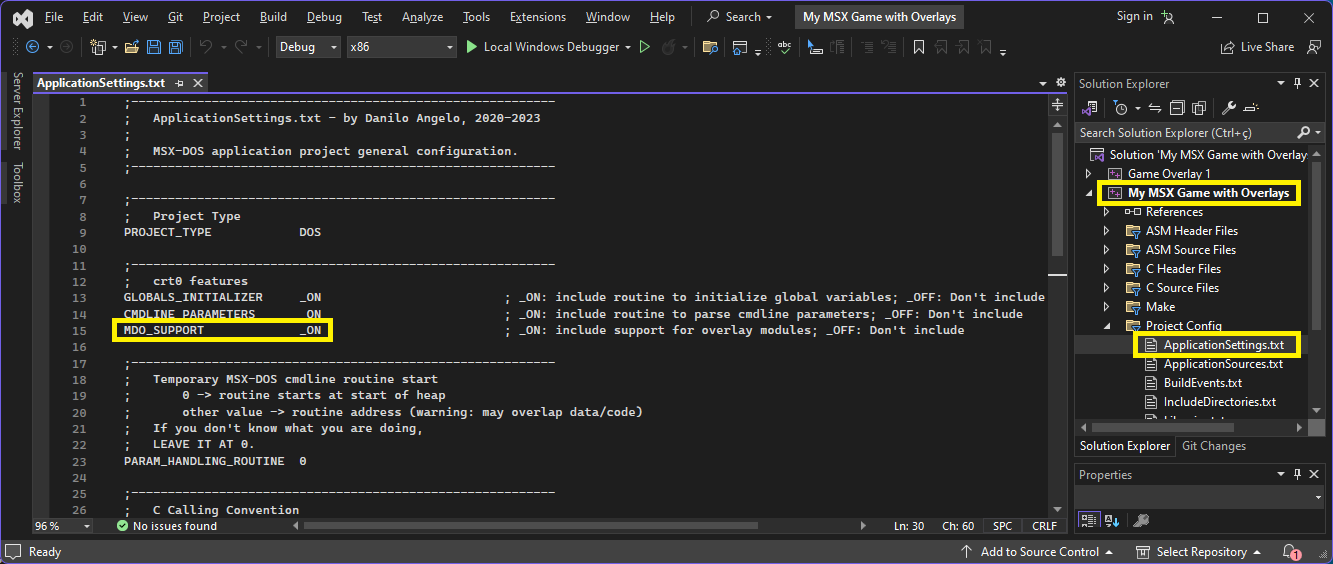 File Edit View Git Project Build Debug Test Analyze Tools Extensions Window Help Search My MSX Game with Overlays Sign in
Debug x86 Local Windows Debugger abc Live Share
Server Explorer
Toolbox
ApplicationSettings.txt
1 ;----------------------------------------------------------
2 ;   ApplicationSettings.txt - by Danilo Angelo, 2020-2023
3 ;
4 ;   MSX-DOS application project general configuration.
5 ;----------------------------------------------------------
6
7 ;----------------------------------------------------------
8 ;   Project Type
9 PROJECT_TYPE             DOS
10
11 ;----------------------------------------------------------
12 ;   crt0 features
13 GLOBALS_INITIALIZER     _ON                         ; _ON: include routine to initialize global variables; _OFF: Don't include
14 CMDLINE_PARAMETERS      _ON                         ; _ON: include routine to parse cmdline parameters; _OFF: Don't include
15 MDO_SUPPORT             _ON                         ; _ON: include support for overlay modules; _OFF: Don't include
16
17 ;----------------------------------------------------------
18 ;   Temporary MSX-DOS cmdline routine start
19 ;       0 -> routine starts at start of heap
20 ;       other value -> routine address (warning: may overlap data/code)
21 ;   If you don't know what you are doing,
22 ;   LEAVE IT AT 0.
23 PARAM_HANDLING_ROUTINE  0
24
25 ;----------------------------------------------------------
26 ;   C Calling Convention
96 % No issues found Ln: 30 Ch: 60 SPC CRLF
Solution Explorer
Search Solution Explorer (Ctrl+ç)
Solution 'My MSX Game with Overlay
Game Overlay 1
My MSX Game with Overlays
References
ASM Header Files
ASM Source Files
C Header Files
C Source Files
Make
Project Config
ApplicationSettings.txt
ApplicationSources.txt
BuildEvents.txt
IncludeDirectories.txt
Solution Explorer Git Changes
Properties
Ready Add to Source Control Select Repository 1